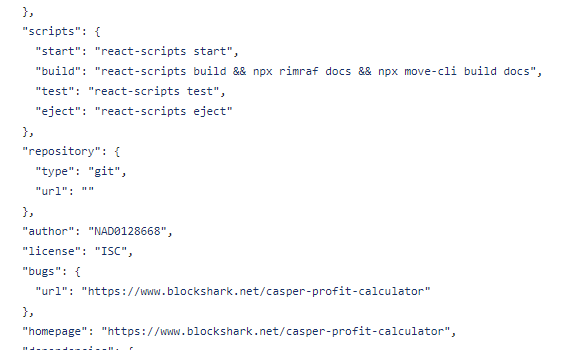 },
"scripts": {
"start": "react-scripts start",
"build": "react-scripts build && npx rimraf docs && npx move-cli build docs",
"test": "react-scripts test",
"eject": "react-scripts eject"
},
"repository": {
"type": "git",
"url": ""
},
"author": "NAD0128668",
"license": "ISC",
"bugs": {
"url": "https://www.blockshark.net/casper-profit-calculator"
},
"homepage": "https://www.blockshark.net/casper-profit-calculator",
"dependencies": {